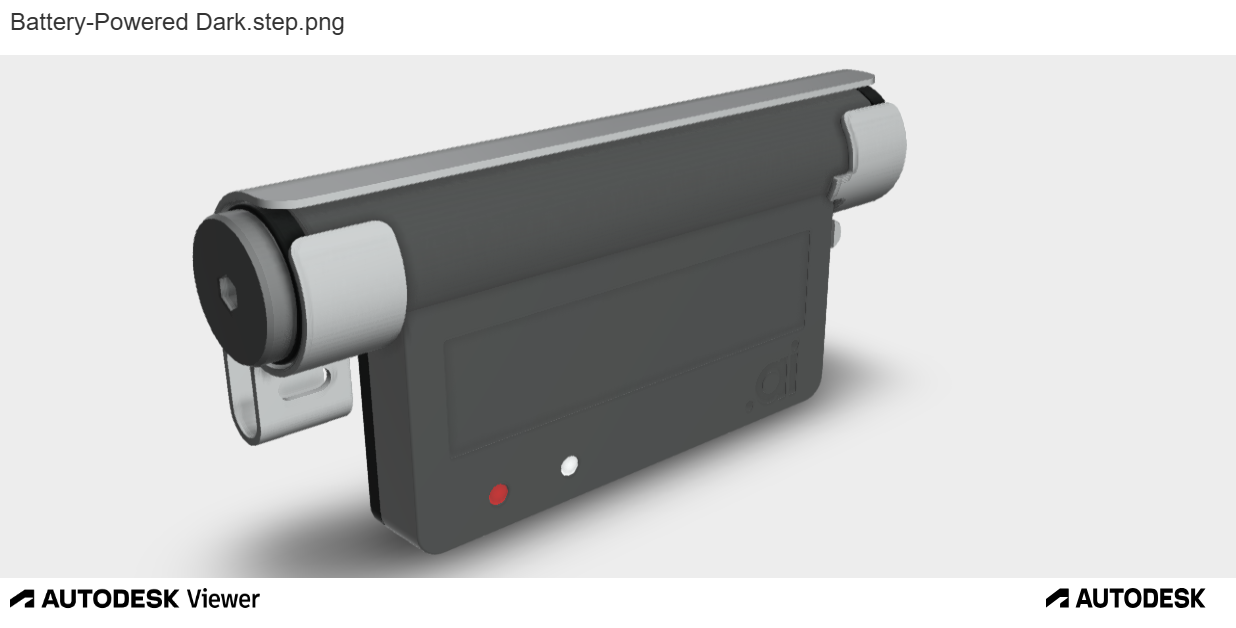 Battery-Powered Dark.step.png
AUTODESK Viewer
AUTODESK